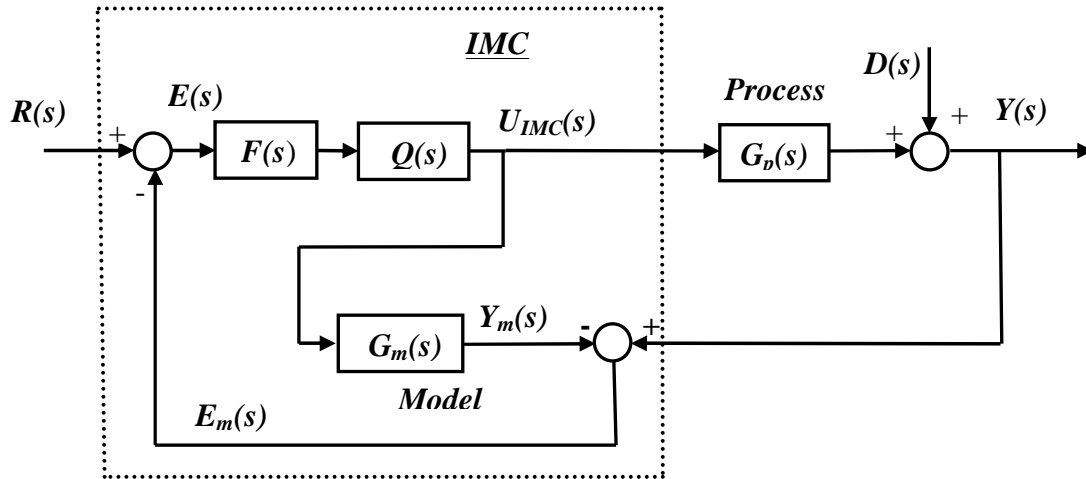 IMC
D(s)
Process
E(s)
R(s)
U_IMC(s)
Y(s)
+
+
+
F(s)
Q(s)
G_p(s)
-
Y_m(s)
-
+
G_m(s)
Model
E_m(s)